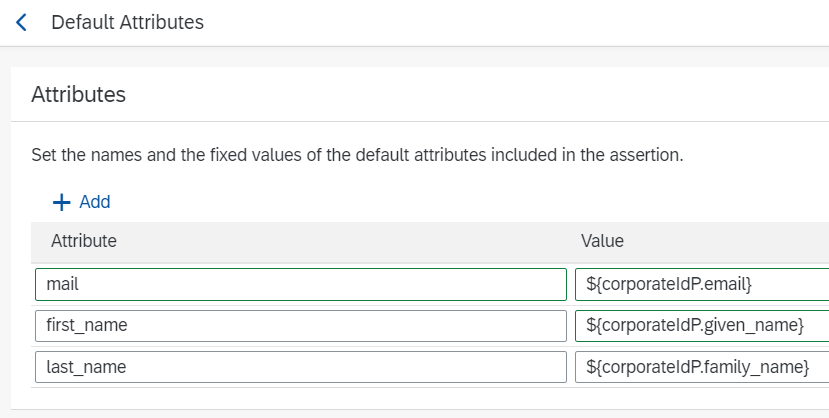 Default Attributes
Attributes
Set the names and the fixed values of the default attributes included in the assertion.
+ Add
Attribute Value
mail ${corporateIdP.email}
first_name ${corporateIdP.given_name}
last_name ${corporateIdP.family_name}